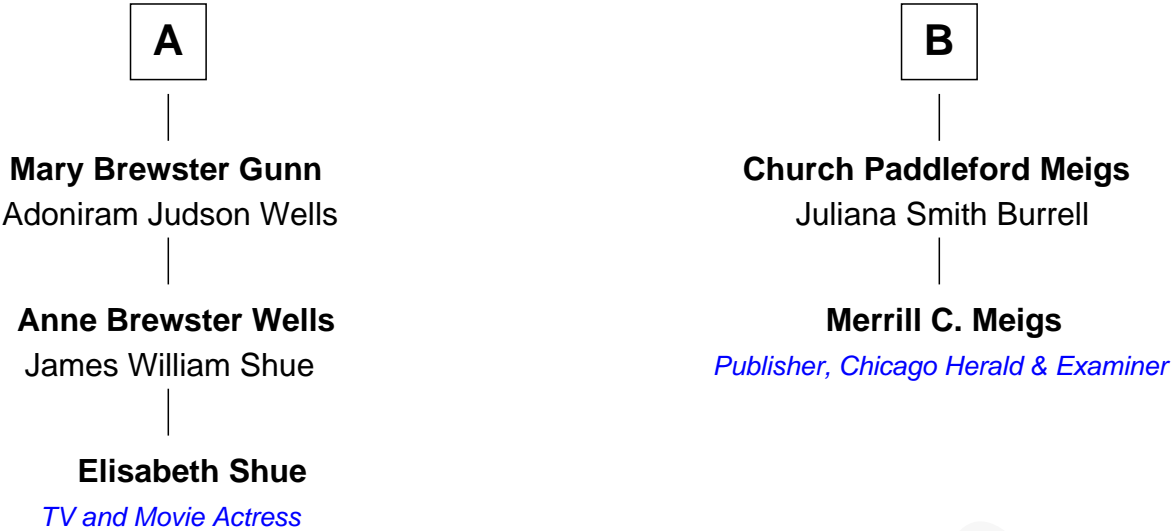 A
Mary Brewster Gunn
Adoniram Judson Wells
Anne Brewster Wells
James William Shue
Elisabeth Shue
TV and Movie Actress
B
Church Paddleford Meigs
Juliana Smith Burrell
Merrill C. Meigs
Publisher, Chicago Herald & Examiner